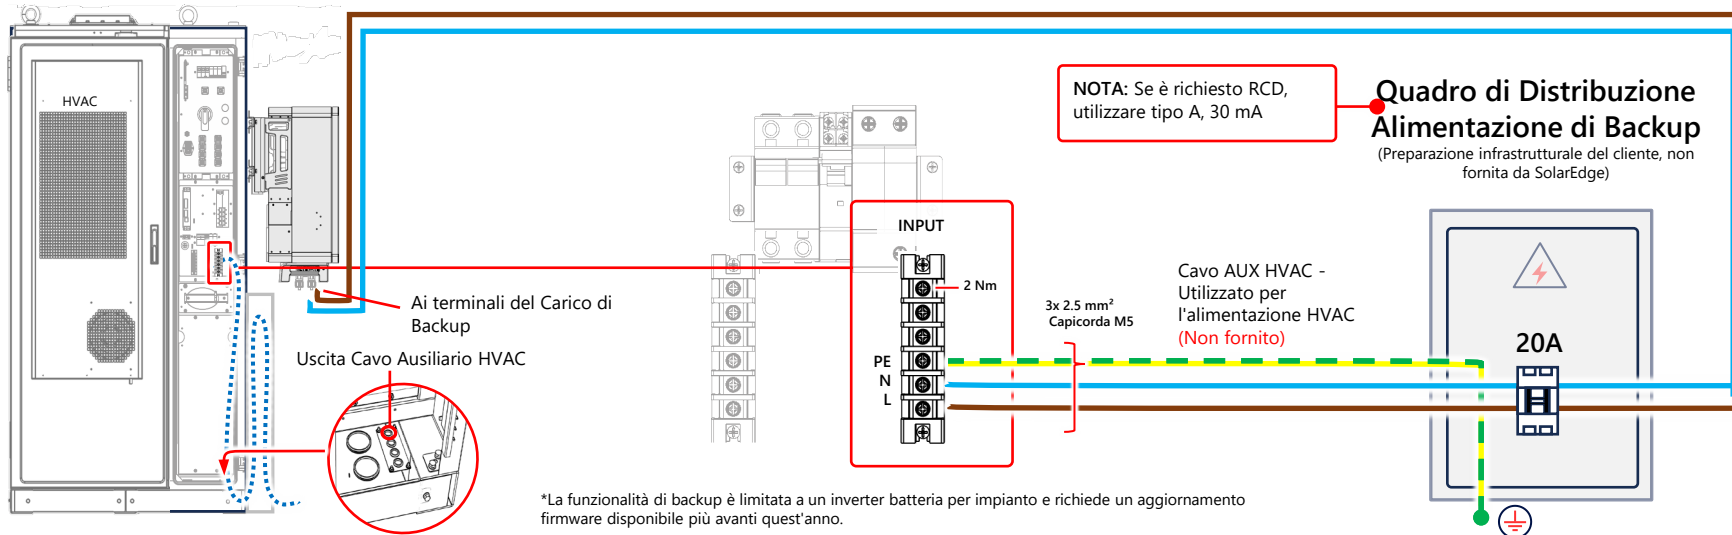 HVAC
NOTA: Se è richiesto RCD,
utilizzare tipo A, 30 mA
Quadro di Distribuzione
Alimentazione di Backup
(Preparazione infrastrutturale del cliente, non
fornita da SolarEdge)
INPUT
2 Nm
PE
N
L
3x 2.5 mm²
Capicorda M5
Cavo AUX HVAC -
Utilizzato per
l'alimentazione HVAC
(Non fornito)
20A
Ai terminali del Carico di
Backup
Uscita Cavo Ausiliario HVAC
*La funzionalità di backup è limitata a un inverter batteria per impianto e richiede un aggiornamento
firmware disponibile più avanti quest'anno.